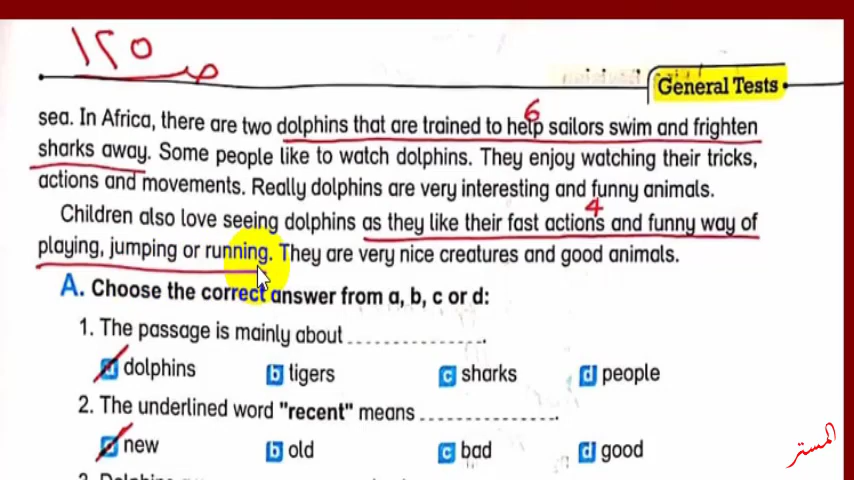 ص ١٢٥
General Tests
6
sea. In Africa, there are two dolphins that are trained to help sailors swim and frighten
sharks away. Some people like to watch dolphins. They enjoy watching their tricks,
actions and movements. Really dolphins are very interesting and funny animals.
4
Children also love seeing dolphins as they like their fast actions and funny way of
playing, jumping or running. They are very nice creatures and good animals.
A. Choose the correct answer from a, b, c or d:
1. The passage is mainly about ....................
a dolphins b tigers c sharks d people
2. The underlined word "recent" means ....................
a new b old c bad d good
المستر